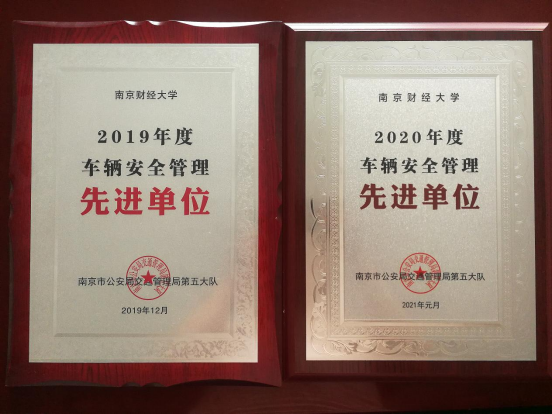 南京财经大学
2019年度
车辆安全管理
先进单位
南京市公安局交通管理局第五大队
2019年12月
南京财经大学
2020年度
车辆安全管理
先进单位
南京市公安局交通管理局第五大队
2021年元月